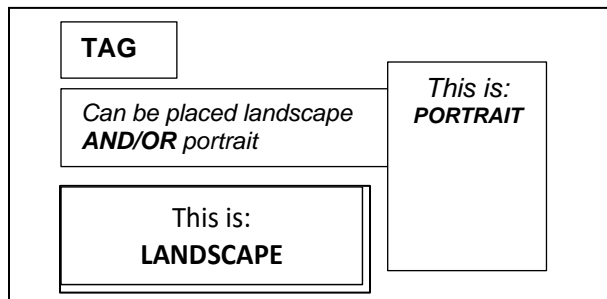 TAG
Can be placed landscape
AND/OR portrait
This is:
PORTRAIT
This is:
LANDSCAPE